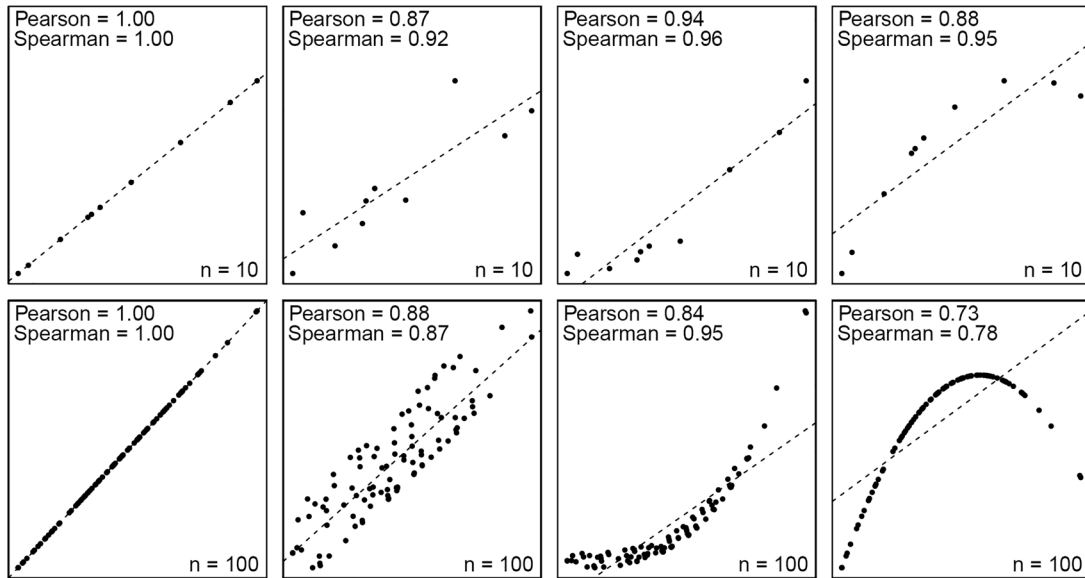 Pearson = 1.00
Spearman = 1.00
n = 10
Pearson = 0.87
Spearman = 0.92
n = 10
Pearson = 0.94
Spearman = 0.96
n = 10
Pearson = 0.88
Spearman = 0.95
n = 10
Pearson = 1.00
Spearman = 1.00
n = 100
Pearson = 0.88
Spearman = 0.87
n = 100
Pearson = 0.84
Spearman = 0.95
n = 100
Pearson = 0.73
Spearman = 0.78
n = 100